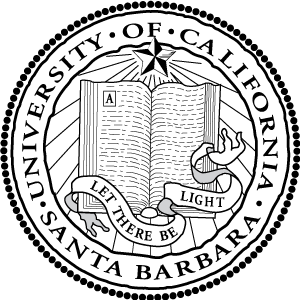 ·UNIVERSITY·OF·CALIFORNIA·
SANTA BARBARA
A
LET THERE BE
LIGHT